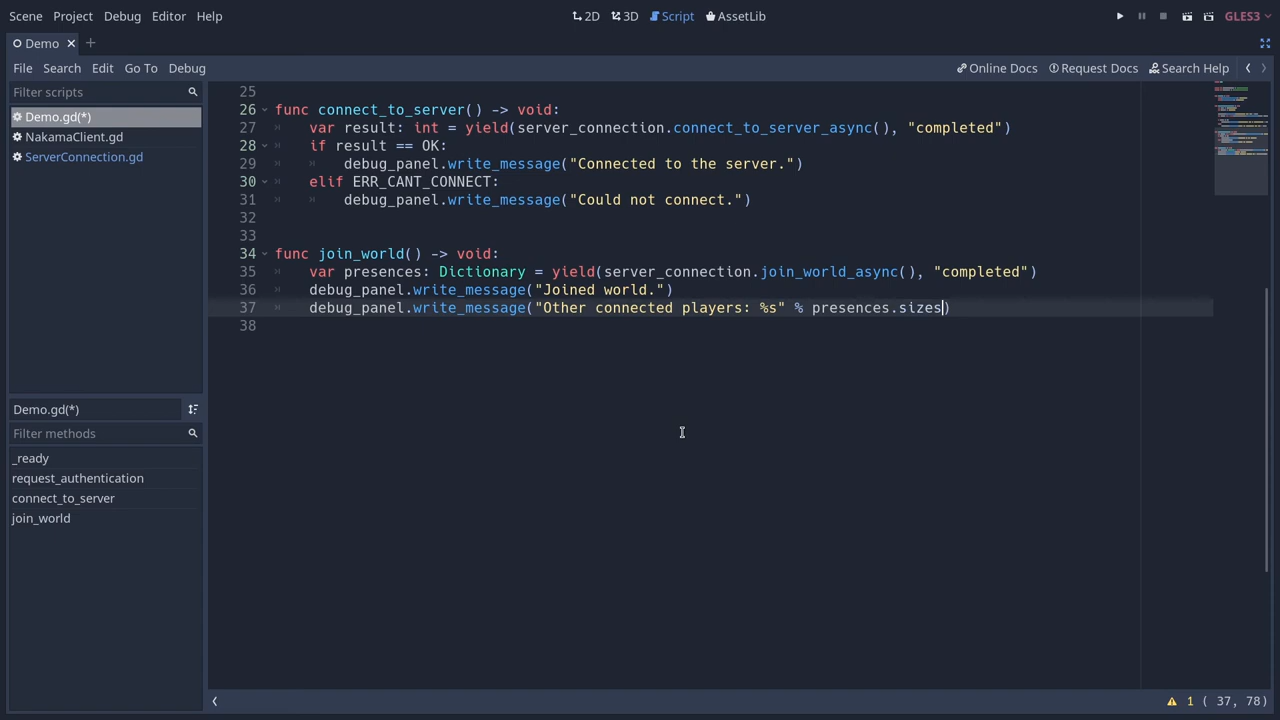 Scene Project Debug Editor Help 2D 3D Script AssetLib GLES3
Demo
File Search Edit Go To Debug Online Docs Request Docs Search Help
Filter scripts
Demo.gd(*)
NakamaClient.gd
ServerConnection.gd
Demo.gd(*)
Filter methods
_ready
request_authentication
connect_to_server
join_world
25
26 func connect_to_server() -> void:
27 var result: int = yield(server_connection.connect_to_server_async(), "completed")
28 if result == OK:
29 debug_panel.write_message("Connected to the server.")
30 elif ERR_CANT_CONNECT:
31 debug_panel.write_message("Could not connect.")
32
33
34 func join_world() -> void:
35 var presences: Dictionary = yield(server_connection.join_world_async(), "completed")
36 debug_panel.write_message("Joined world.")
37 debug_panel.write_message("Other connected players: %s" % presences.sizes)
38
1 ( 37, 78)